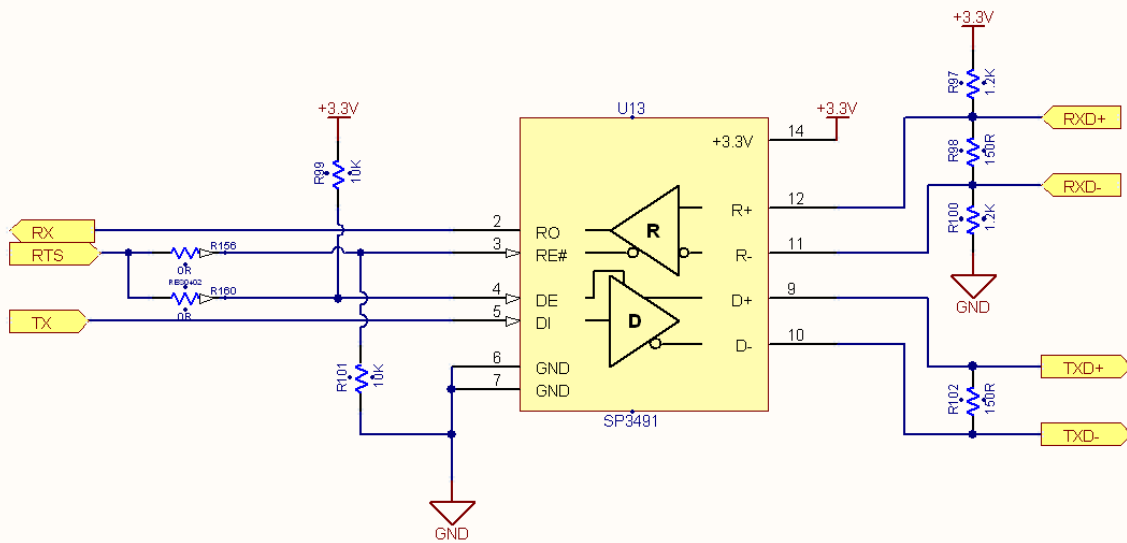 +3.3V
R97
1.2K
U13
+3.3V
+3.3V
14
+3.3V
RXD+
R99
10K
R98
150R
RXD-
12
R+
RX
2
RO
R
R100
1.2K
RTS
R156
0R
3
RE#
11
R-
R160
0R
4
DE
9
D+
GND
TX
5
DI
D
10
D-
R101
10K
6
GND
7
GND
TXD+
R102
150R
SP3491
TXD-
GND